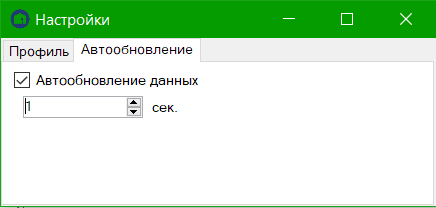 Настройки
Профиль Автообновление
Автообновление данных
1 сек.